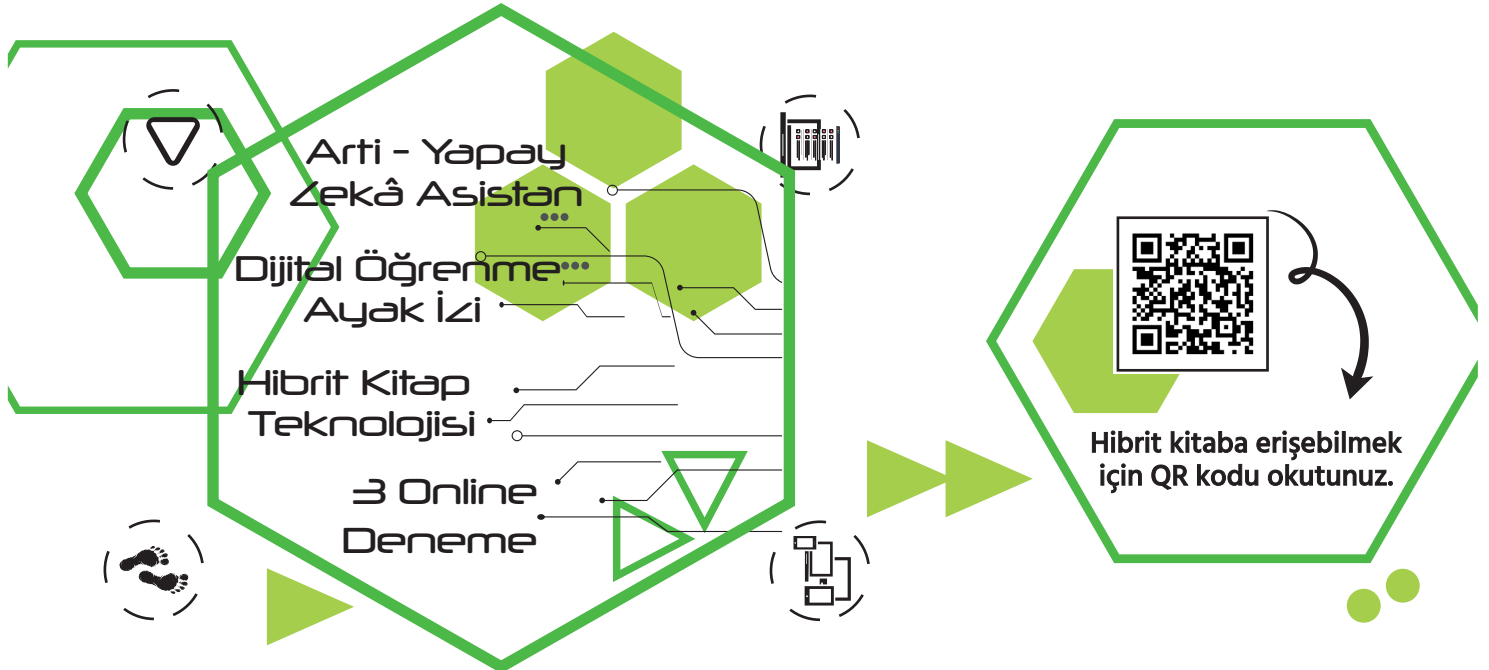 Arti - Yapay
Zekâ Asistan
Dijital Öğrenme
Ayak İzi
Hibrit Kitap
Teknolojisi
3 Online
Deneme
Hibrit kitaba erişebilmek
için QR kodu okutunuz.